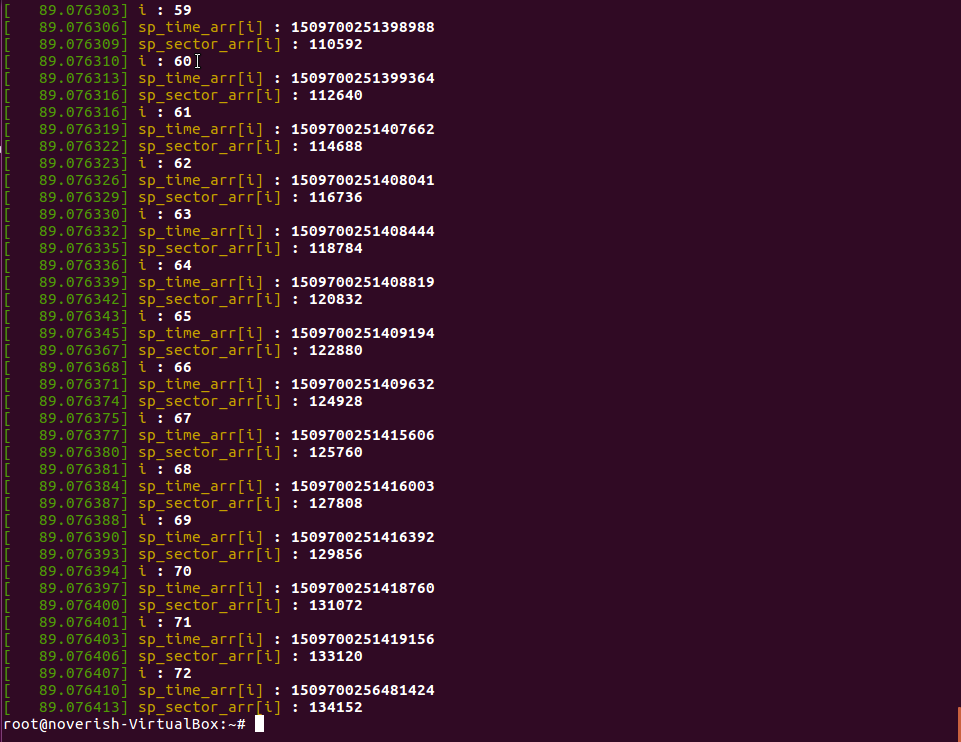 [   89.076303] i : 59
[   89.076306] sp_time_arr[i] : 1509700251398988
[   89.076309] sp_sector_arr[i] : 110592
[   89.076310] i : 60
[   89.076313] sp_time_arr[i] : 1509700251399364
[   89.076316] sp_sector_arr[i] : 112640
[   89.076316] i : 61
[   89.076319] sp_time_arr[i] : 1509700251407662
[   89.076322] sp_sector_arr[i] : 114688
[   89.076323] i : 62
[   89.076326] sp_time_arr[i] : 1509700251408041
[   89.076329] sp_sector_arr[i] : 116736
[   89.076330] i : 63
[   89.076332] sp_time_arr[i] : 1509700251408444
[   89.076335] sp_sector_arr[i] : 118784
[   89.076336] i : 64
[   89.076339] sp_time_arr[i] : 1509700251408819
[   89.076342] sp_sector_arr[i] : 120832
[   89.076343] i : 65
[   89.076345] sp_time_arr[i] : 1509700251409194
[   89.076367] sp_sector_arr[i] : 122880
[   89.076368] i : 66
[   89.076371] sp_time_arr[i] : 1509700251409632
[   89.076374] sp_sector_arr[i] : 124928
[   89.076375] i : 67
[   89.076377] sp_time_arr[i] : 1509700251415606
[   89.076380] sp_sector_arr[i] : 125760
[   89.076381] i : 68
[   89.076384] sp_time_arr[i] : 1509700251416003
[   89.076387] sp_sector_arr[i] : 127808
[   89.076388] i : 69
[   89.076390] sp_time_arr[i] : 1509700251416392
[   89.076393] sp_sector_arr[i] : 129856
[   89.076394] i : 70
[   89.076397] sp_time_arr[i] : 1509700251418760
[   89.076400] sp_sector_arr[i] : 131072
[   89.076401] i : 71
[   89.076403] sp_time_arr[i] : 1509700251419156
[   89.076406] sp_sector_arr[i] : 133120
[   89.076407] i : 72
[   89.076410] sp_time_arr[i] : 1509700256481424
[   89.076413] sp_sector_arr[i] : 134152
root@noverish-VirtualBox:~#